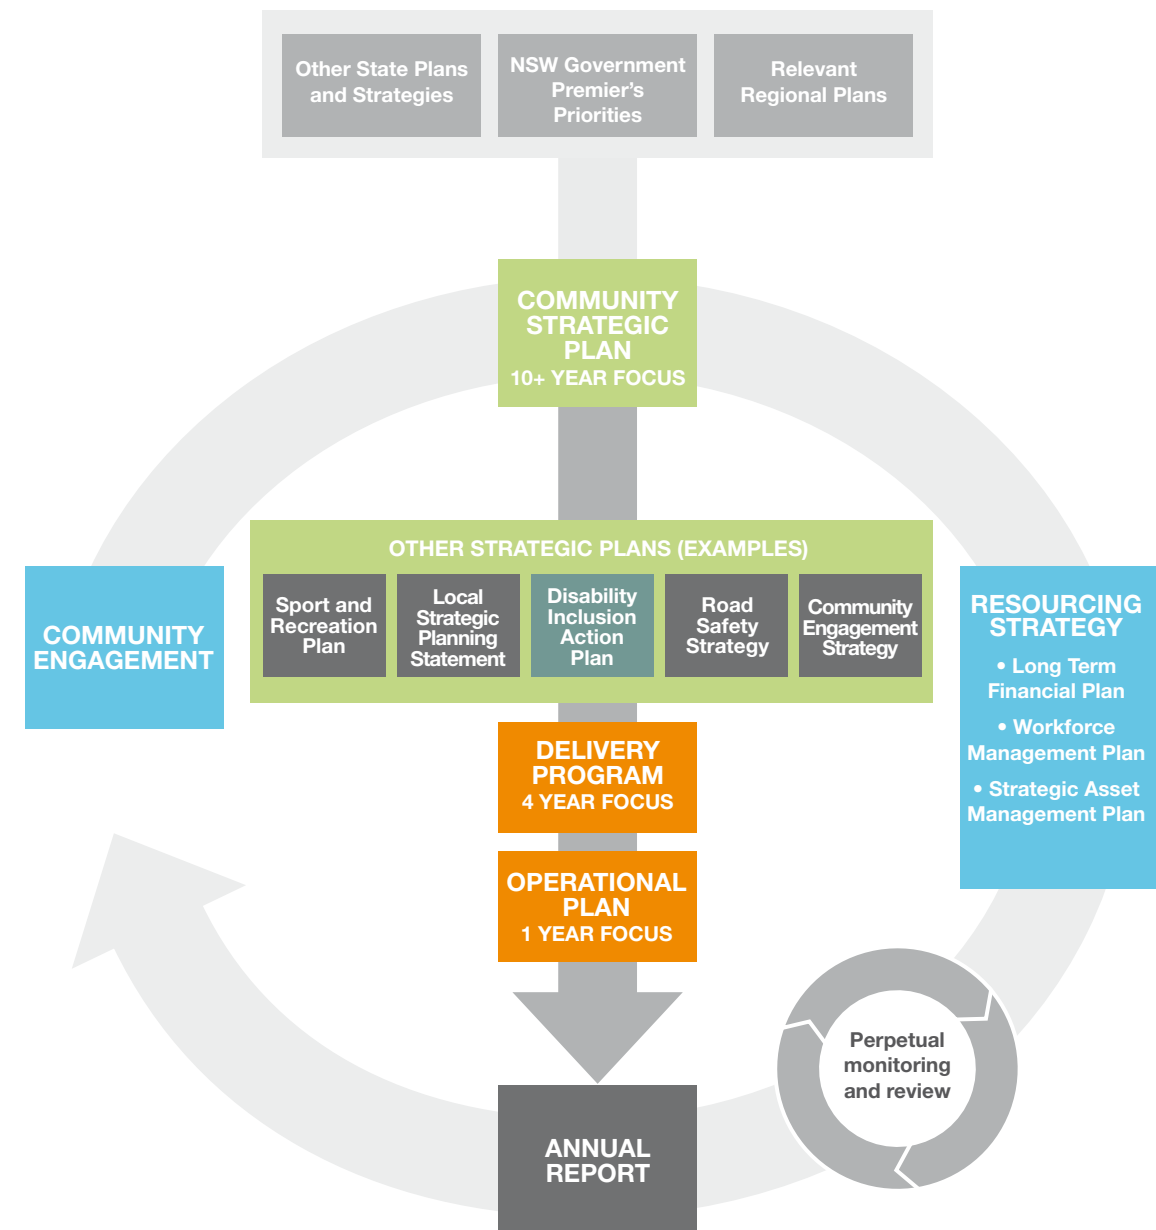 Other State Plans
and Strategies
NSW Government
Premier's
Priorities
Relevant
Regional Plans
COMMUNITY
STRATEGIC
PLAN
10+ YEAR FOCUS
OTHER STRATEGIC PLANS (EXAMPLES)
Sport and
Recreation
Plan
Local
Strategic
Planning
Statement
Disability
Inclusion
Action
Plan
Road
Safety
Strategy
Community
Engagement
Strategy
COMMUNITY
ENGAGEMENT
RESOURCING
STRATEGY
• Long Term
Financial Plan
• Workforce
Management Plan
• Strategic Asset
Management Plan
DELIVERY
PROGRAM
4 YEAR FOCUS
OPERATIONAL
PLAN
1 YEAR FOCUS
Perpetual
monitoring
and review
ANNUAL
REPORT